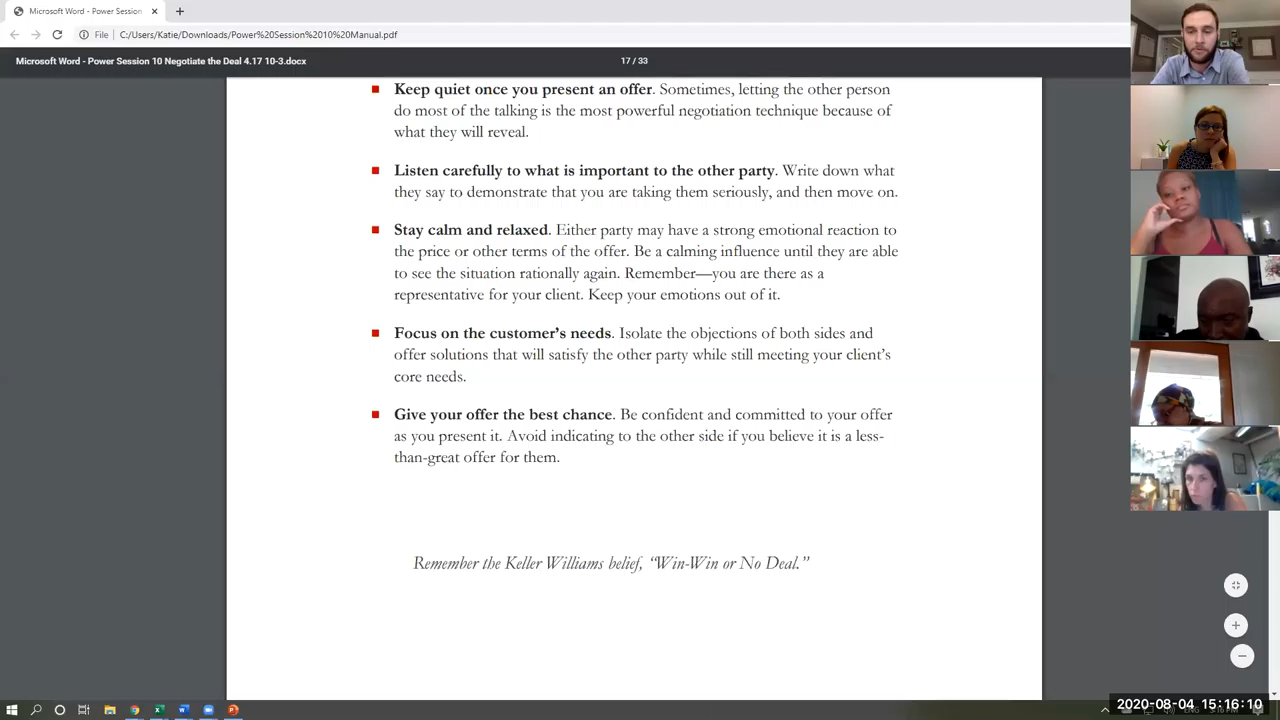 Microsoft Word - Power Session
File
C:/Users/Katie/Downloads/Power%20Session%2010%20Manual.pdf
Microsoft Word - Power Session 10 Negotiate the Deal 4.17 10-3.docx
17 / 33
Keep quiet once you present an offer. Sometimes, letting the other person
do most of the talking is the most powerful negotiation technique because of
what they will reveal.
Listen carefully to what is important to the other party. Write down what
they say to demonstrate that you are taking them seriously, and then move on.
Stay calm and relaxed. Either party may have a strong emotional reaction to
the price or other terms of the offer. Be a calming influence until they are able
to see the situation rationally again. Remember—you are there as a
representative for your client. Keep your emotions out of it.
Focus on the customer's needs. Isolate the objections of both sides and
offer solutions that will satisfy the other party while still meeting your client's
core needs.
Give your offer the best chance. Be confident and committed to your offer
as you present it. Avoid indicating to the other side if you believe it is a less-
than-great offer for them.
Remember the Keller Williams belief, “Win-Win or No Deal.”
2020-08-04 15:16:10